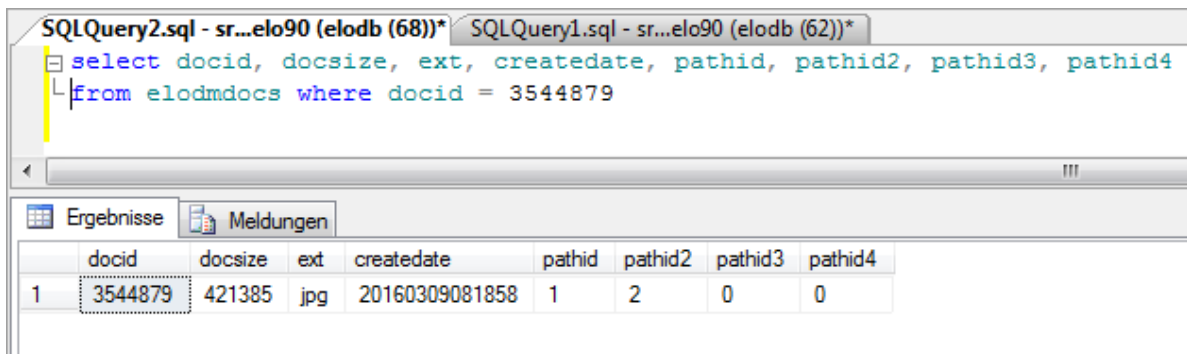 SQLQuery2.sql - sr...elo90 (elodb (68))* SQLQuery1.sql - sr...elo90 (elodb (62))*
select docid, docsize, ext, createdate, pathid, pathid2, pathid3, pathid4
from elodmdocs where docid = 3544879
Ergebnisse Meldungen
docid docsize ext createdate pathid pathid2 pathid3 pathid4
1 3544879 421385 jpg 20160309081858 1 2 0 0